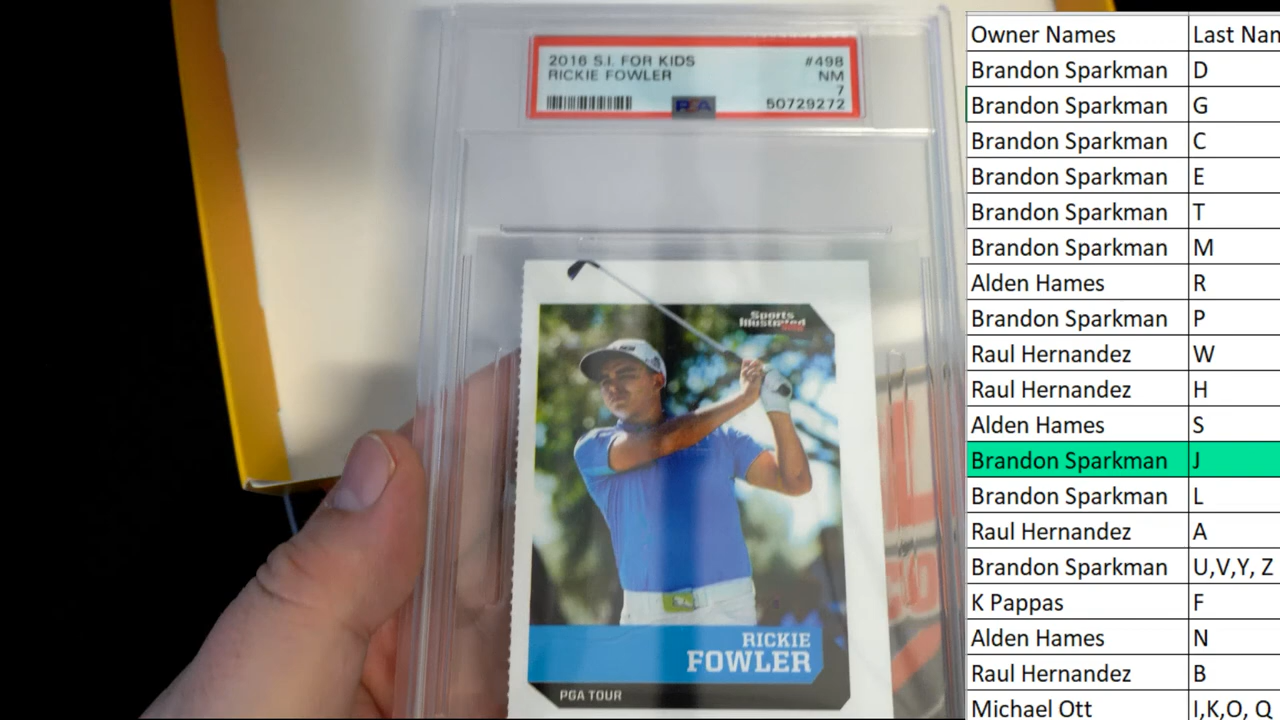 2016 S.I. FOR KIDS #498
RICKIE FOWLER NM
7
PSA 50729272
Sports
Illustrated
RICKIE
FOWLER
PGA TOUR
Owner Names Last Nam
Brandon Sparkman D
Brandon Sparkman G
Brandon Sparkman C
Brandon Sparkman E
Brandon Sparkman T
Brandon Sparkman M
Alden Hames R
Brandon Sparkman P
Raul Hernandez W
Raul Hernandez H
Alden Hames S
Brandon Sparkman J
Brandon Sparkman L
Raul Hernandez A
Brandon Sparkman U,V,Y, Z
K Pappas F
Alden Hames N
Raul Hernandez B
Michael Ott I,K,O, Q